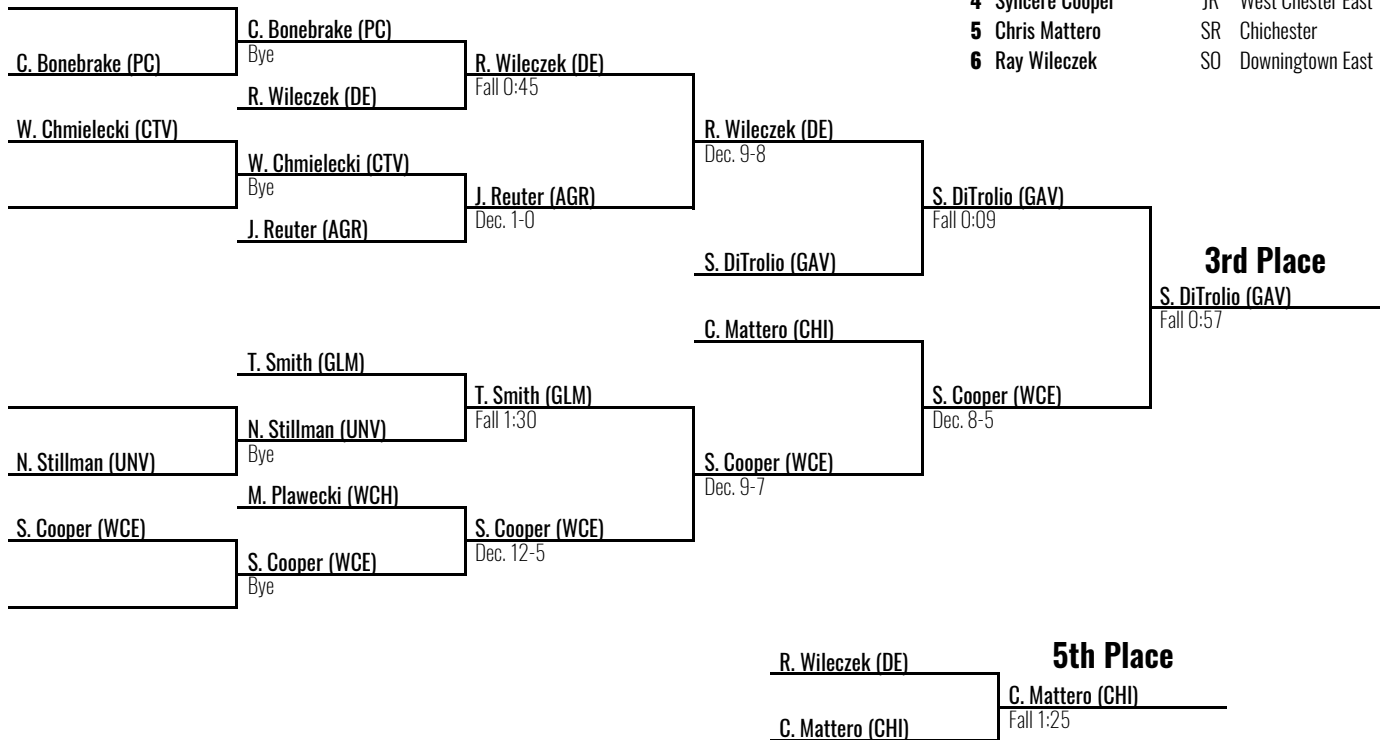 4 Syncere Cooper JR West Chester East
5 Chris Mattero SR Chichester
6 Ray Wileczek SO Downingtown East
C. Bonebrake (PC)
C. Bonebrake (PC)
Bye
R. Wileczek (DE)
R. Wileczek (DE)
Fall 0:45
W. Chmielecki (CTV)
W. Chmielecki (CTV)
Bye
J. Reuter (AGR)
J. Reuter (AGR)
Dec. 1-0
R. Wileczek (DE)
Dec. 9-8
S. DiTrolio (GAV)
S. DiTrolio (GAV)
Fall 0:09
3rd Place
S. DiTrolio (GAV)
Fall 0:57
C. Mattero (CHI)
T. Smith (GLM)
T. Smith (GLM)
Fall 1:30
N. Stillman (UNV)
N. Stillman (UNV)
Bye
S. Cooper (WCE)
Dec. 8-5
S. Cooper (WCE)
Dec. 9-7
M. Plawecki (WCH)
S. Cooper (WCE)
S. Cooper (WCE)
Dec. 12-5
S. Cooper (WCE)
Bye
5th Place
R. Wileczek (DE)
C. Mattero (CHI)
Fall 1:25
C. Mattero (CHI)